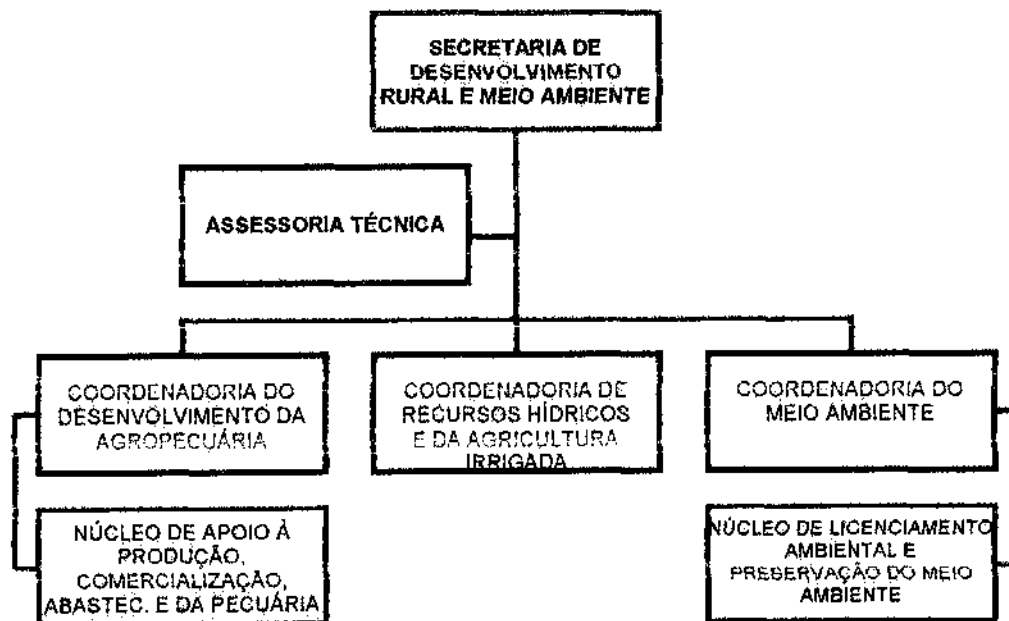 SECRETARIA DE
DESENVOLVIMENTO
RURAL E MEIO AMBIENTE
ASSESSORIA TÉCNICA
COORDENADORIA DO
DESENVOLVIMENTO DA
AGROPECUÁRIA
COORDENADORIA DE
RECURSOS HÍDRICOS
E DA AGRICULTURA
IRRIGADA
COORDENADORIA DO
MEIO AMBIENTE
NÚCLEO DE APOIO À
PRODUÇÃO,
COMERCIALIZAÇÃO,
ABASTEC. E DA PECUÁRIA
NÚCLEO DE LICENCIAMENTO
AMBIENTAL E
PRESERVAÇÃO DO MEIO
AMBIENTE